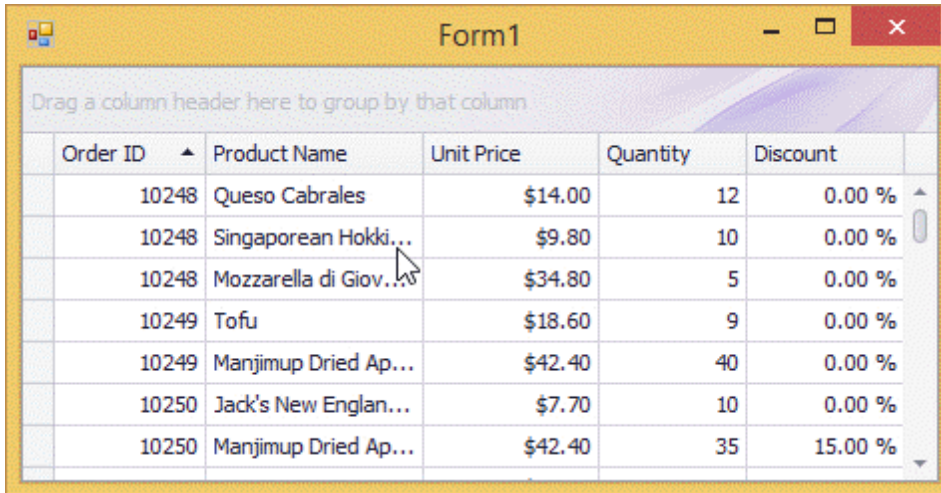 Form1
Drag a column header here to group by that column
Order ID Product Name Unit Price Quantity Discount
10248 Queso Cabrales $14.00 12 0.00 %
10248 Singaporean Hokki... $9.80 10 0.00 %
10248 Mozzarella di Giov... $34.80 5 0.00 %
10249 Tofu $18.60 9 0.00 %
10249 Manjimup Dried Ap... $42.40 40 0.00 %
10250 Jack's New Englan... $7.70 10 0.00 %
10250 Manjimup Dried Ap... $42.40 35 15.00 %